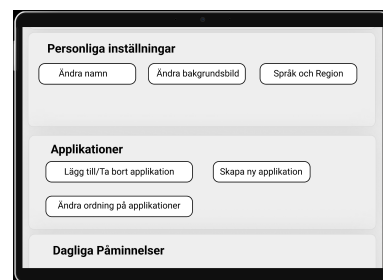 Personliga inställningar
Ändra namn
Ändra bakgrundsbild
Språk och Region
Applikationer
Lägg till/Ta bort applikation
Skapa ny applikation
Ändra ordning på applikationer
Dagliga Påminnelser